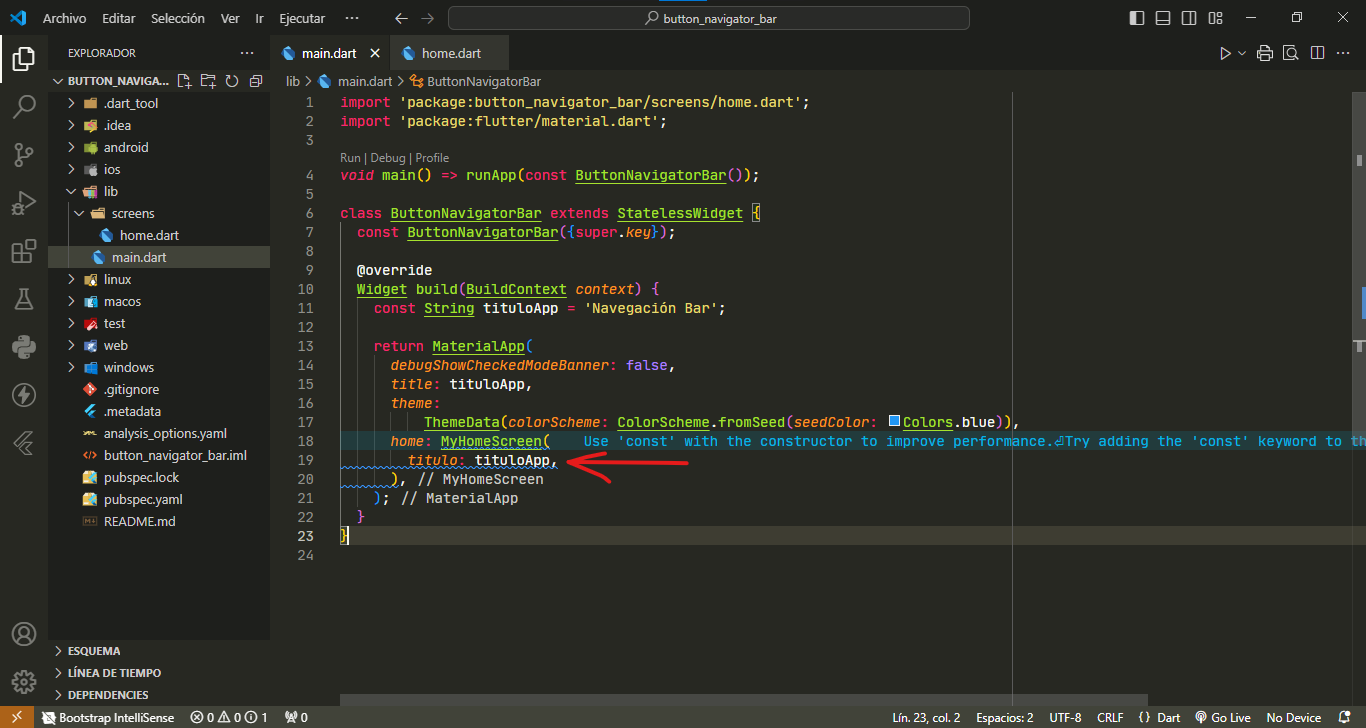 Archivo Editar Selección Ver Ir Ejecutar ··· button_navigator_bar
EXPLORADOR ···
main.dart home.dart
BUTTON_NAVIGA...
lib > main.dart > ButtonNavigatorBar
.dart_tool
.idea
android
ios
lib
screens
home.dart
main.dart
linux
macos
test
web
windows
.gitignore
.metadata
analysis_options.yaml
button_navigator_bar.iml
pubspec.lock
pubspec.yaml
README.md
ESQUEMA
LÍNEA DE TIEMPO
DEPENDENCIES
1 import 'package:button_navigator_bar/screens/home.dart';
2 import 'package:flutter/material.dart';
3
Run | Debug | Profile
4 void main() => runApp(const ButtonNavigatorBar());
5
6 class ButtonNavigatorBar extends StatelessWidget {
7 const ButtonNavigatorBar({super.key});
8
9 @override
10 Widget build(BuildContext context) {
11 const String tituloApp = 'Navegación Bar';
12
13 return MaterialApp(
14 debugShowCheckedModeBanner: false,
15 title: tituloApp,
16 theme:
17 ThemeData(colorScheme: ColorScheme.fromSeed(seedColor: Colors.blue)),
18 home: MyHomeScreen( Use 'const' with the constructor to improve performance.⏎Try adding the 'const' keyword to th
19 titulo: tituloApp,
20 ), // MyHomeScreen
21 ); // MaterialApp
22 }
23 }
24
Bootstrap IntelliSense 0 0 1 0 Lín. 23, col. 2 Espacios: 2 UTF-8 CRLF {} Dart Go Live No Device